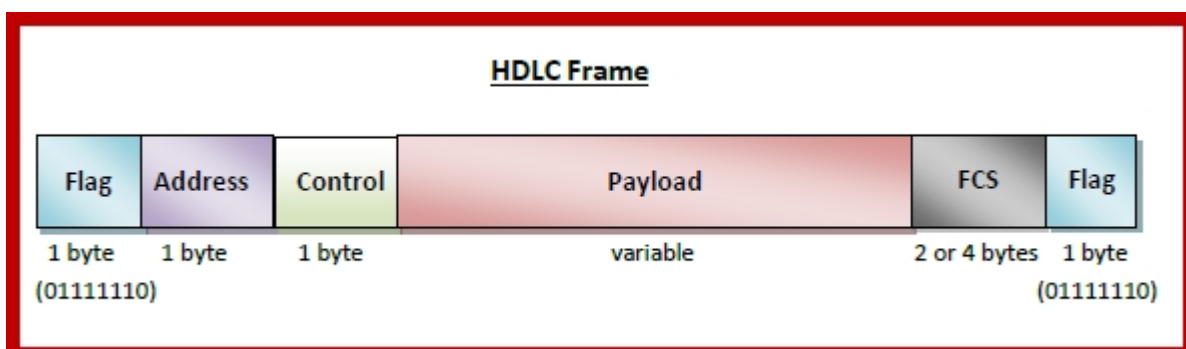 HDLC Frame
Flag Address Control Payload FCS Flag
1 byte 1 byte 1 byte variable 2 or 4 bytes 1 byte
(01111110) (01111110)